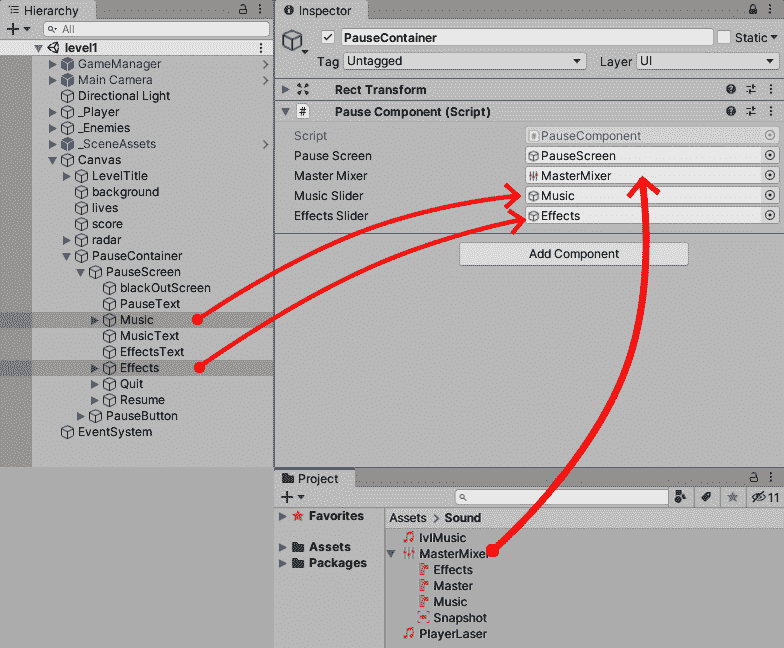 Hierarchy
All
level1
GameManager
Main Camera
Directional Light
_Player
_Enemies
_SceneAssets
Canvas
LevelTitle
background
lives
score
radar
PauseContainer
PauseScreen
blackOutScreen
PauseText
Music
MusicText
EffectsText
Effects
Quit
Resume
PauseButton
EventSystem
Inspector
PauseContainer
Static
Tag Untagged Layer UI
Rect Transform
# Pause Component (Script)
Script PauseComponent
Pause Screen PauseScreen
Master Mixer MasterMixer
Music Slider Music
Effects Slider Effects
Add Component
Project
11
Favorites
Assets
Packages
Assets > Sound
lvlMusic
MasterMixer
Effects
Master
Music
Snapshot
PlayerLaser